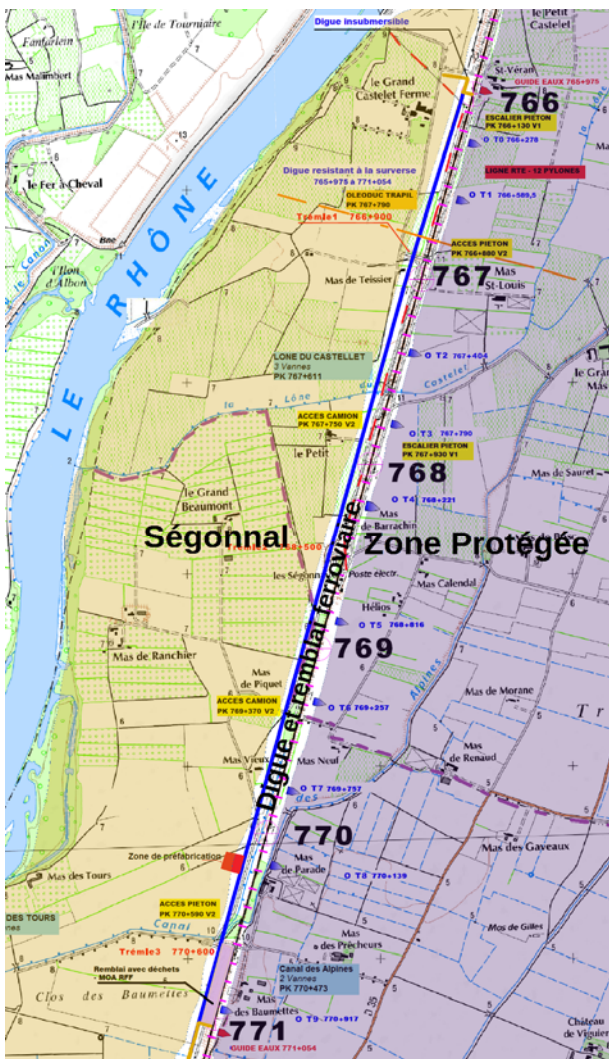 Digue insubmersible
l'Ile de Tournaire
le Petit
Castelet
Fanfarlein
Mas Malimbert
St-Véran
le Grand
Castelet Ferme
GUIDE EAUX 765+975
766
ESCALIER PIETON
PK 766+130 V1
O T0 766+278
Digue resistant à la surverse
765+975 à 771+054
LIGNE RTE - 12 PYLONES
le Fer à Cheval
OLEODUC TRAPIL
PK 767+790
O T1 766+589,5
Trémie1 766+900
ACCES PIETON
PK 766+880 V2
l'Ilon
d'Albon
LE RHÔNE
Mas de Teissier
767
Mas
St-Louis
LONE DU CASTELLET
3 Vannes
PK 767+611
O T2 767+404
le Grand
Mas
la Lône du Castelet
ACCES CAMION
PK 767+750 V2
O T3 767+790
ESCALIER PIETON
PK 767+930 V1
le Petit
768
Mas de Saurel
le Grand
Beaumont
O T4 768+221
Mas
de Barrachin
Ségonnal
Zone Protégée
les Ségonn
Poste électr.
Mas Calendal
Hélios
O T5 768+816
Mas de Ranchier
769
Digue et remblai ferroviaire
Mas
de Piquet
Alpines
Mas de Morane
ACCES CAMION
PK 769+370 V2
O T6 769+257
Mas Vieux
Mas Neuf
Mas
de Renaud
des
O T7 769+757
770
Mas des Gaveaux
Zone de préfabrication
Mas
de Parade
Mas des Tours
O T8 770+139
ACCES PIETON
PK 770+590 V2
DES TOURS
Canal
Mas de Gilles
Trémie3 770+600
Mas
des Prêcheurs
Remblai avec déchets
MOA RFF
Canal des Alpines
2 Vannes
PK 770+473
D 35
Clos des Baumettes
Mas
des Baumettes
O T9 770+917
771
Château
de Viguier
GUIDE EAUX 771+054